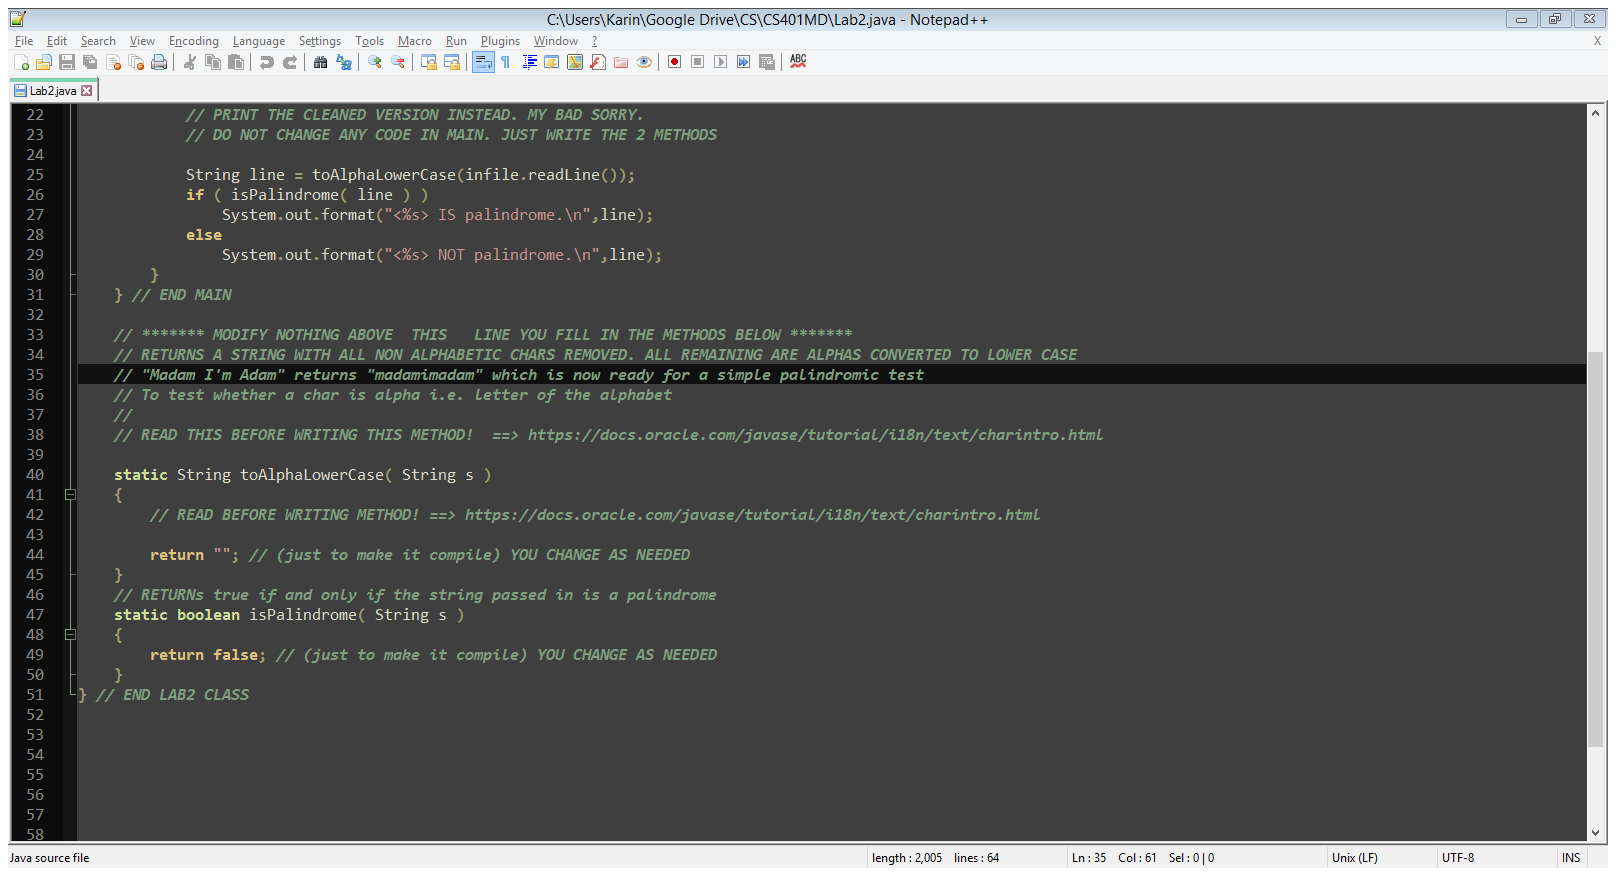 C:\Users\Karin\Google Drive\CS\CS401MD\Lab2.java - Notepad++
File Edit Search View Encoding Language Settings Tools Macro Run Plugins Window ? X
ABC
Lab2.java
22 // PRINT THE CLEANED VERSION INSTEAD. MY BAD SORRY.
23 // DO NOT CHANGE ANY CODE IN MAIN. JUST WRITE THE 2 METHODS
24
25 String line = toAlphaLowerCase(infile.readLine());
26 if ( isPalindrome( line ) )
27 System.out.format("<%s> IS palindrome.\n",line);
28 else
29 System.out.format("<%s> NOT palindrome.\n",line);
30 }
31 } // END MAIN
32
33 // ******* MODIFY NOTHING ABOVE  THIS   LINE YOU FILL IN THE METHODS BELOW *******
34 // RETURNS A STRING WITH ALL NON ALPHABETIC CHARS REMOVED. ALL REMAINING ARE ALPHAS CONVERTED TO LOWER CASE
35 // "Madam I'm Adam" returns "madamimadam" which is now ready for a simple palindromic test
36 // To test whether a char is alpha i.e. letter of the alphabet
37 //
38 // READ THIS BEFORE WRITING THIS METHOD!  ==> https://docs.oracle.com/javase/tutorial/i18n/text/charintro.html
39
40 static String toAlphaLowerCase( String s )
41 {
42 // READ BEFORE WRITING METHOD! ==> https://docs.oracle.com/javase/tutorial/i18n/text/charintro.html
43
44 return ""; // (just to make it compile) YOU CHANGE AS NEEDED
45 }
46 // RETURNs true if and only if the string passed in is a palindrome
47 static boolean isPalindrome( String s )
48 {
49 return false; // (just to make it compile) YOU CHANGE AS NEEDED
50 }
51 } // END LAB2 CLASS
52
53
54
55
56
57
58
Java source file length : 2,005 lines : 64 Ln : 35 Col : 61 Sel : 0 | 0 Unix (LF) UTF-8 INS